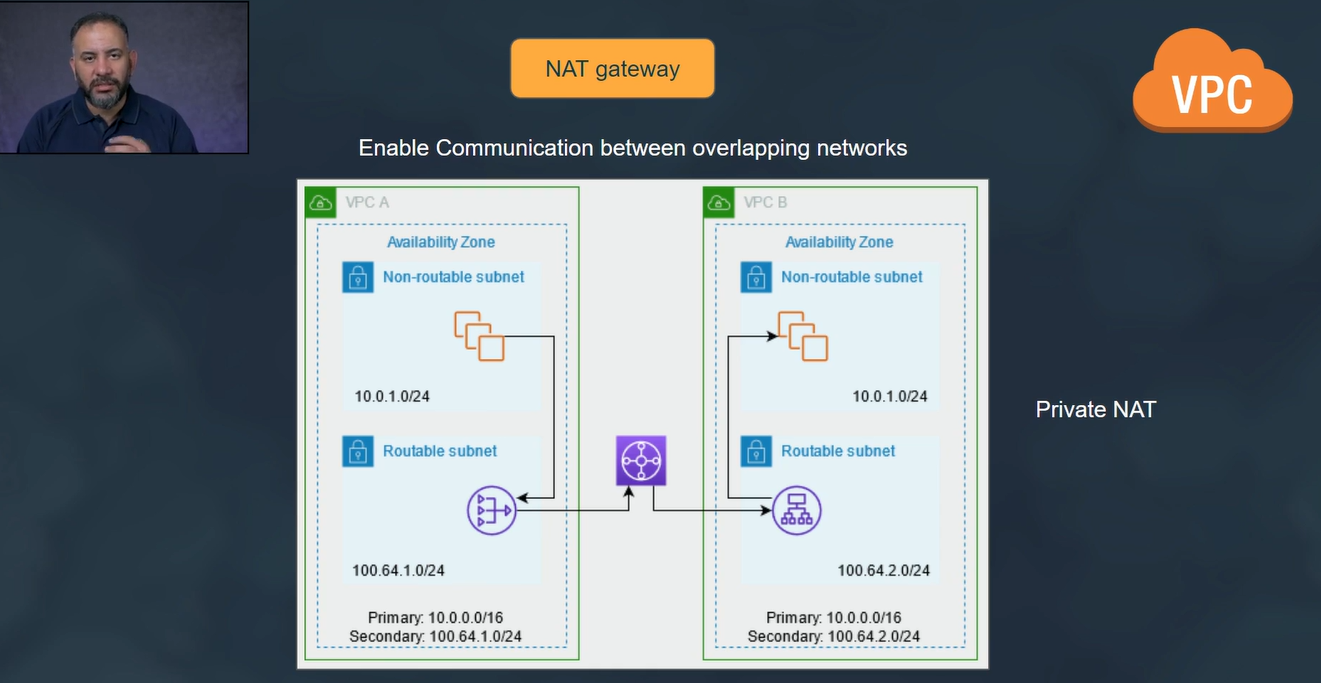 NAT gateway
VPC
Enable Communication between overlapping networks
VPC A
Availability Zone
Non-routable subnet
10.0.1.0/24
Routable subnet
100.64.1.0/24
Primary: 10.0.0.0/16
Secondary: 100.64.1.0/24
VPC B
Availability Zone
Non-routable subnet
10.0.1.0/24
Routable subnet
100.64.2.0/24
Primary: 10.0.0.0/16
Secondary: 100.64.2.0/24
Private NAT